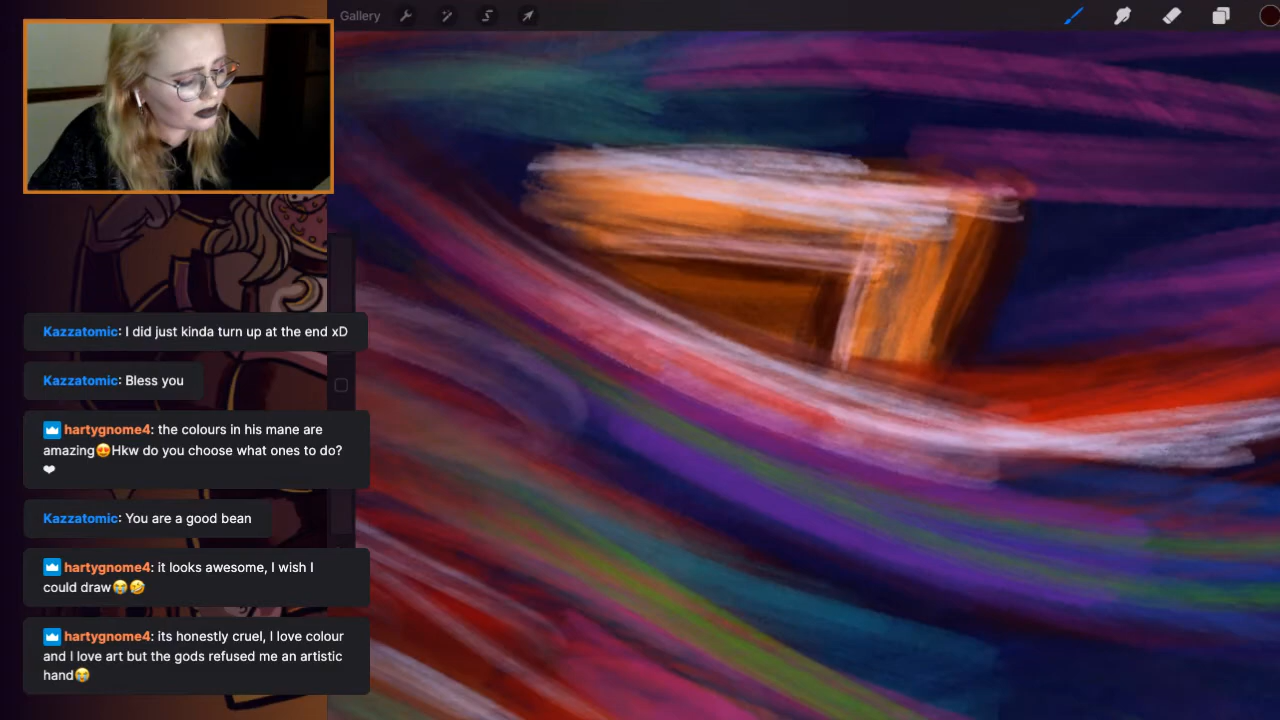 Gallery
Kazzatomic: I did just kinda turn up at the end xD
Kazzatomic: Bless you
hartygnome4: the colours in his mane are
amazing😍Hkw do you choose what ones to do?
❤
Kazzatomic: You are a good bean
hartygnome4: it looks awesome, I wish I
could draw😭🤣
hartygnome4: its honestly cruel, I love colour
and I love art but the gods refused me an artistic
hand😭